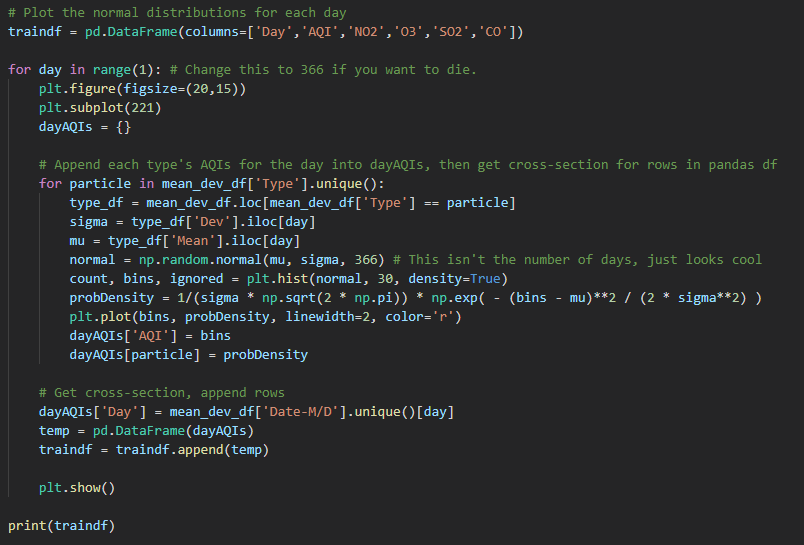 # Plot the normal distributions for each day
traindf = pd.DataFrame(columns=['Day','AQI','NO2','O3','SO2','CO'])

for day in range(1): # Change this to 366 if you want to die.
    plt.figure(figsize=(20,15))
    plt.subplot(221)
    dayAQIs = {}

    # Append each type's AQIs for the day into dayAQIs, then get cross-section for rows in pandas df
    for particle in mean_dev_df['Type'].unique():
        type_df = mean_dev_df.loc[mean_dev_df['Type'] == particle]
        sigma = type_df['Dev'].iloc[day]
        mu = type_df['Mean'].iloc[day]
        normal = np.random.normal(mu, sigma, 366) # This isn't the number of days, just looks cool
        count, bins, ignored = plt.hist(normal, 30, density=True)
        probDensity = 1/(sigma * np.sqrt(2 * np.pi)) * np.exp( - (bins - mu)**2 / (2 * sigma**2) )
        plt.plot(bins, probDensity, linewidth=2, color='r')
        dayAQIs['AQI'] = bins
        dayAQIs[particle] = probDensity

    # Get cross-section, append rows
    dayAQIs['Day'] = mean_dev_df['Date-M/D'].unique()[day]
    temp = pd.DataFrame(dayAQIs)
    traindf = traindf.append(temp)

    plt.show()

print(traindf)